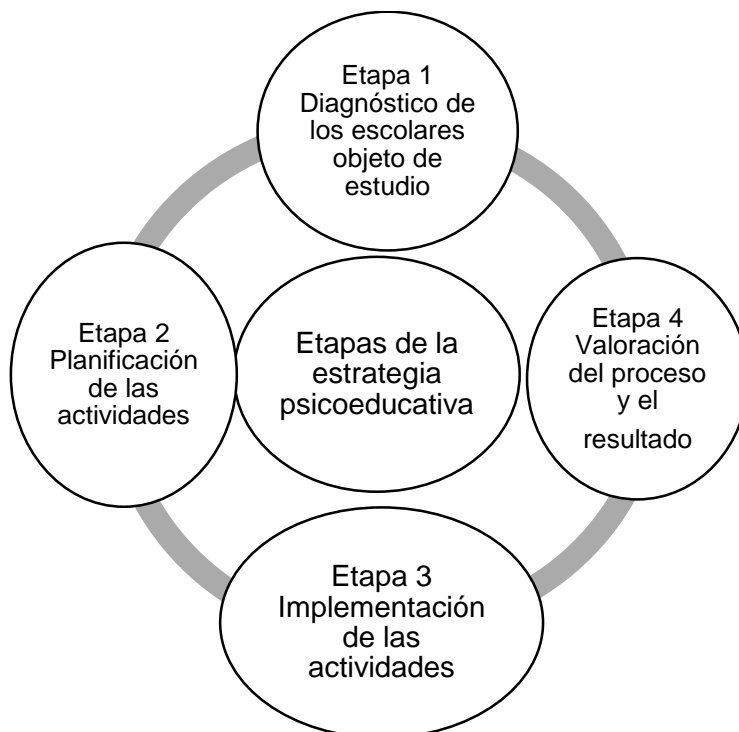 Etapa 1
Diagnóstico de
los escolares
objeto de
estudio
Etapa 2
Planificación
de las
actividades
Etapas de la
estrategia
psicoeducativa
Etapa 4
Valoración
del proceso
y el
resultado
Etapa 3
Implementación
de las
actividades